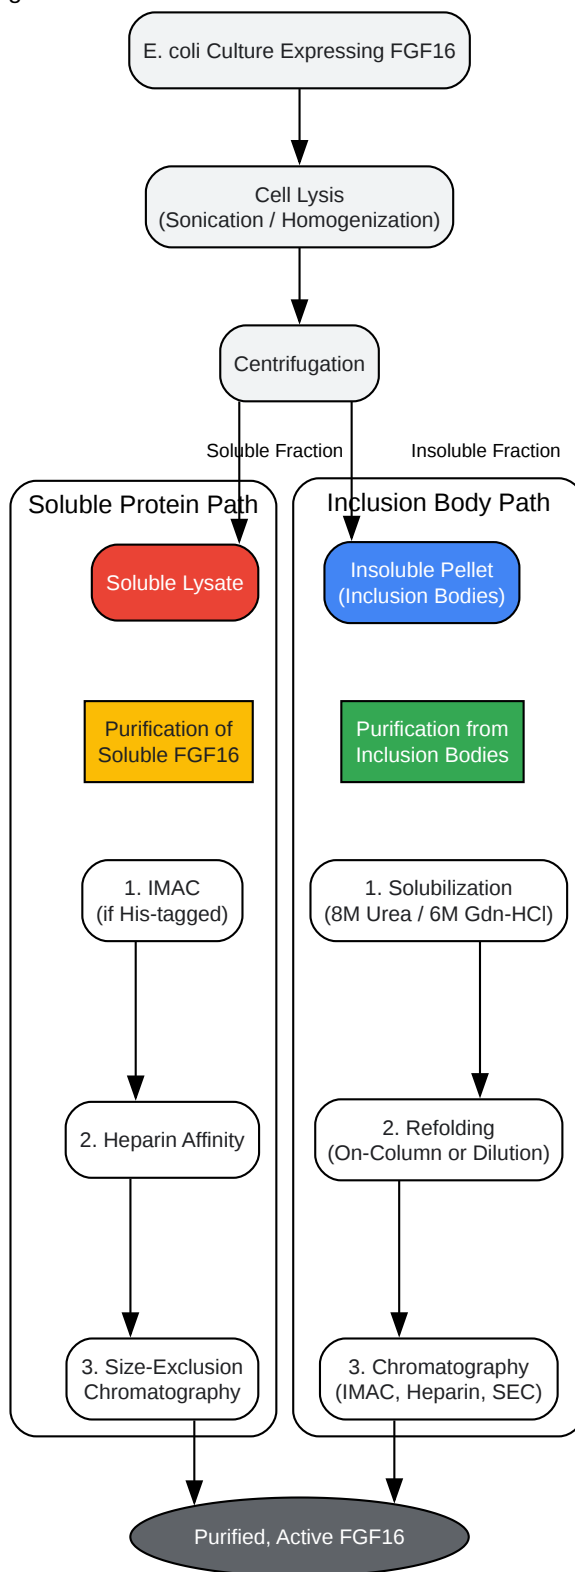 E. coli Culture Expressing FGF16
Cell Lysis
(Sonication / Homogenization)
Centrifugation
Soluble Fraction
Insoluble Fraction
Soluble Protein Path
Inclusion Body Path
Soluble Lysate
Insoluble Pellet
(Inclusion Bodies)
Purification of
Soluble FGF16
Purification from
Inclusion Bodies
1. IMAC
(if His-tagged)
1. Solubilization
(8M Urea / 6M Gdn-HCl)
2. Heparin Affinity
2. Refolding
(On-Column or Dilution)
3. Size-Exclusion
Chromatography
3. Chromatography
(IMAC, Heparin, SEC)
Purified, Active FGF16